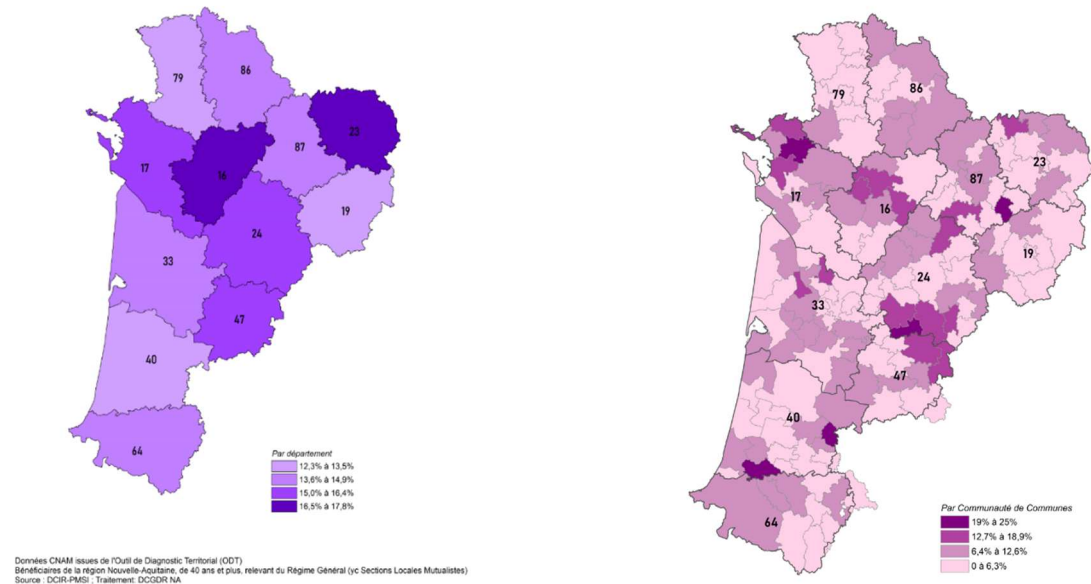 79
86
23
87
17
16
19
24
33
47
40
64
Par département
12,3% à 13,5%
13,6% à 14,9%
15,0% à 16,4%
16,5% à 17,8%
Données CNAM issues de l'Outil de Diagnostic Territorial (ODT)
Bénéficiaires de la région Nouvelle-Aquitaine, de 40 ans et plus, relevant du Régime Général (yc Sections Locales Mutualistes)
Source : DCIR-PMSI ; Traitement: DCGDR NA
79
86
23
87
17
16
19
24
33
47
40
64
Par Communauté de Communes
19% à 25%
12,7% à 18,9%
6,4% à 12,6%
0 à 6,3%